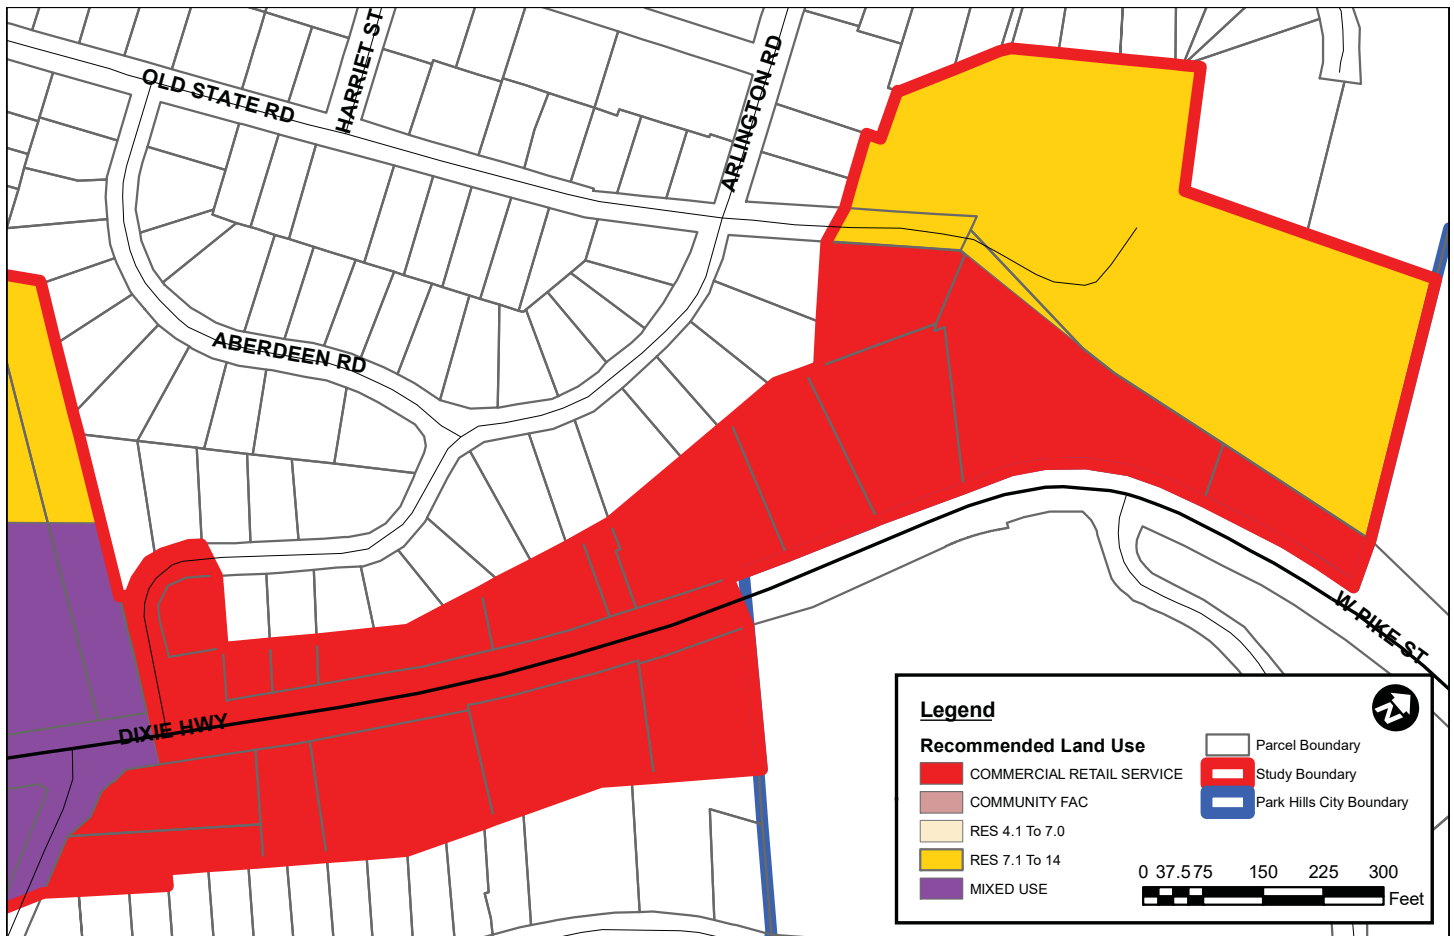 HARRIET ST
ARLINGTON RD
OLD STATE RD
ABERDEEN RD
W PIKE ST
DIXIE HWY
Legend
Recommended Land Use
COMMERCIAL RETAIL SERVICE
COMMUNITY FAC
RES 4.1 To 7.0
RES 7.1 To 14
MIXED USE
N
Parcel Boundary
Study Boundary
Park Hills City Boundary
0 37.5 75 150 225 300
Feet